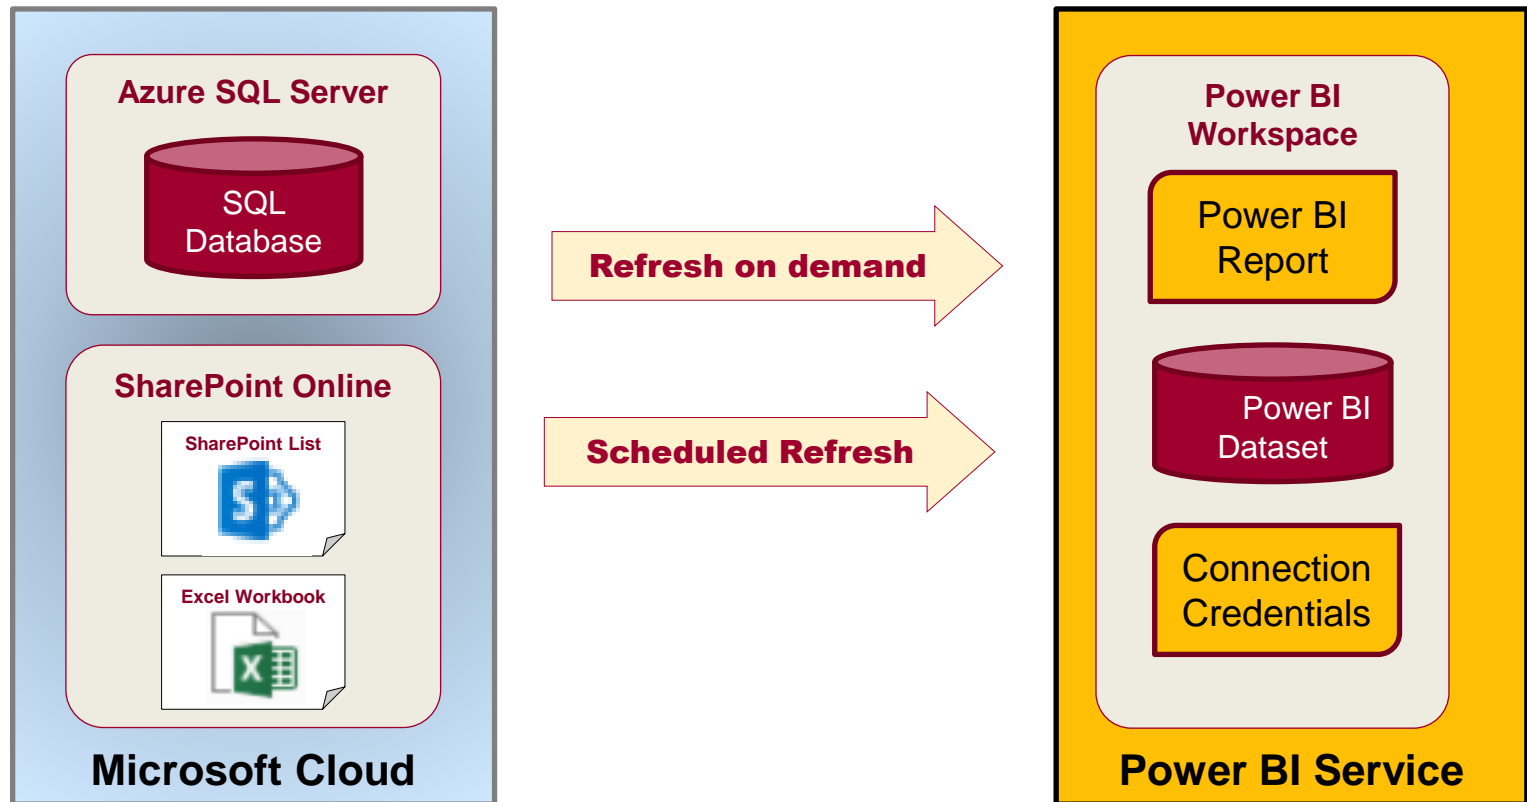 Azure SQL Server
SQL
Database
SharePoint Online
SharePoint List
S
Excel Workbook
X
Microsoft Cloud
Refresh on demand
Scheduled Refresh
Power BI
Workspace
Power BI
Report
Power BI
Dataset
Connection
Credentials
Power BI Service